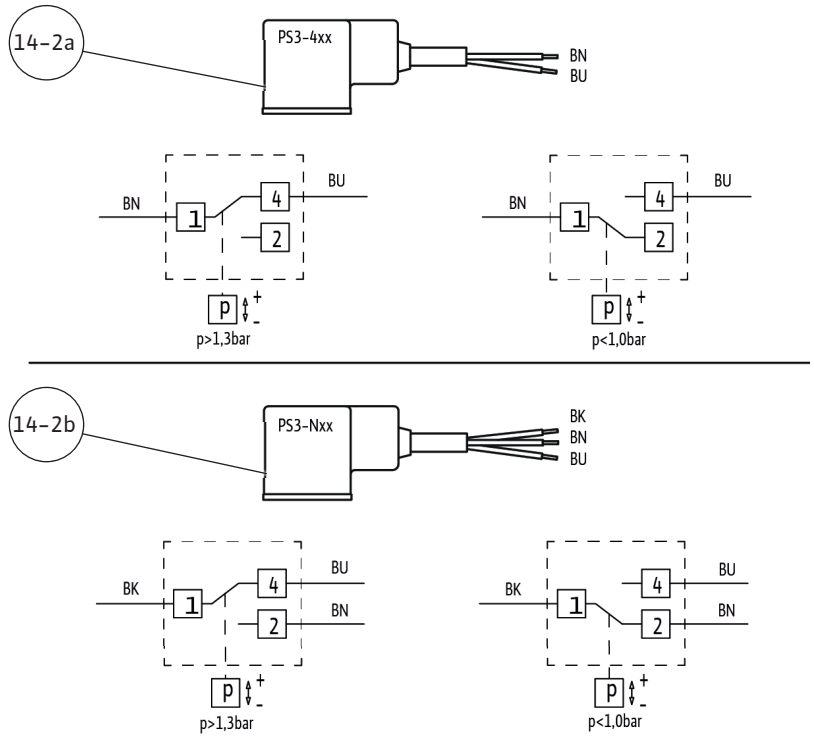 14-2a
PS3-4xx
BN
BU
BN
1
4
BU
2
p
+
-
p>1,3bar
BN
1
4
BU
2
p
+
-
p<1,0bar
14-2b
PS3-Nxx
BK
BN
BU
BK
1
4
BU
2
BN
p
+
-
p>1,3bar
BK
1
4
BU
2
BN
p
+
-
p<1,0bar